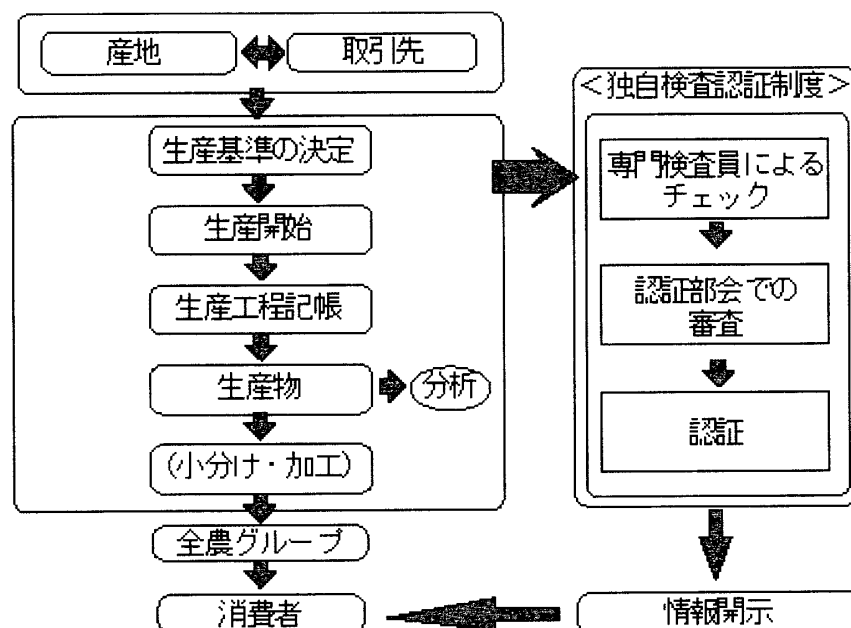 産地
取引先
生産基準の決定
生産開始
生産工程記帳
生産物
分析
(小分け・加工)
全農グループ
消費者
<独自検査認証制度>
専門検査員による
チェック
認証部会での
審査
認証
情報開示